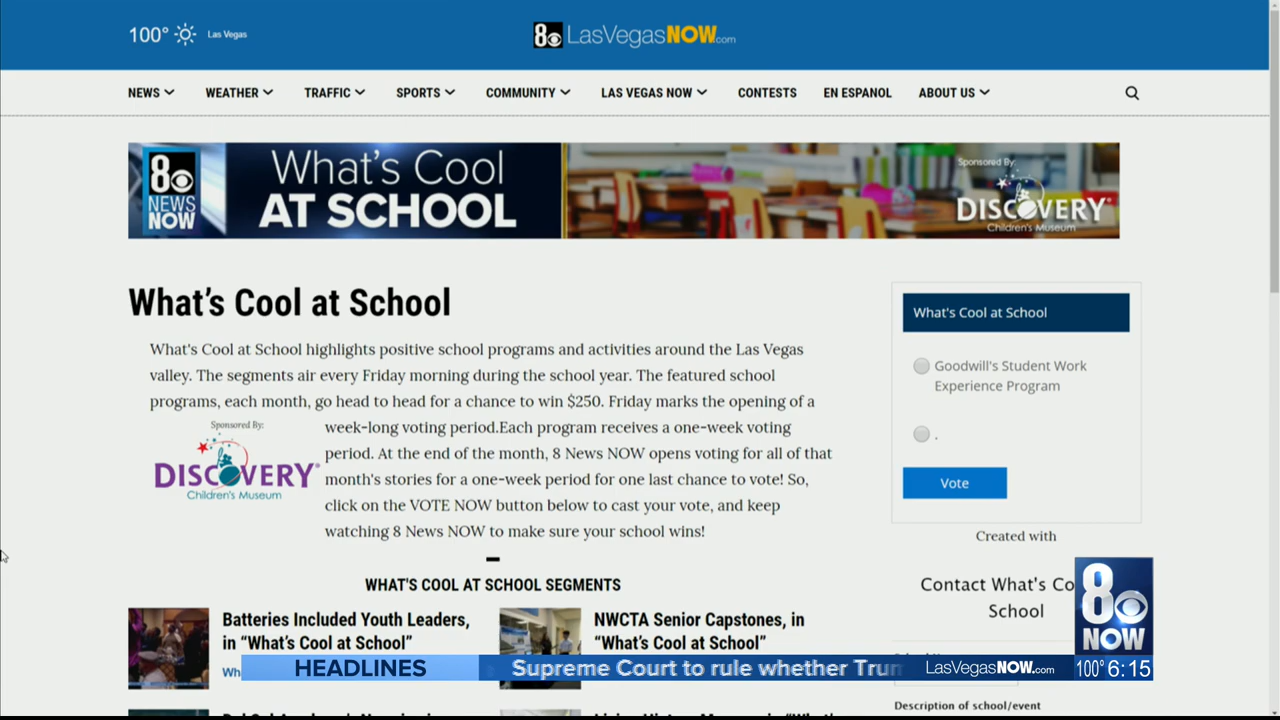 100°
Las Vegas
8 LasVegasNOW.com
NEWS WEATHER TRAFFIC SPORTS COMMUNITY LAS VEGAS NOW CONTESTS EN ESPANOL ABOUT US
8 NEWS NOW
What's Cool
AT SCHOOL
Sponsored By:
DISCOVERY
Children's Museum
What's Cool at School
What's Cool at School highlights positive school programs and activities around the Las Vegas
valley. The segments air every Friday morning during the school year. The featured school
programs, each month, go head to head for a chance to win $250. Friday marks the opening of a
week-long voting period.Each program receives a one-week voting
period. At the end of the month, 8 News NOW opens voting for all of that
month's stories for a one-week period for one last chance to vote! So,
click on the VOTE NOW button below to cast your vote, and keep
watching 8 News NOW to make sure your school wins!
Sponsored By:
DISCOVERY
Children's Museum
What's Cool at School
Goodwill's Student Work
Experience Program
.
Vote
Created with
Contact What's Co
School
WHAT'S COOL AT SCHOOL SEGMENTS
Batteries Included Youth Leaders,
in “What's Cool at School”
Wh
NWCTA Senior Capstones, in
“What's Cool at School”
8
NOW
HEADLINES
Supreme Court to rule whether Trum
LasVegasNOW.com
100° 6:15
Description of school/event